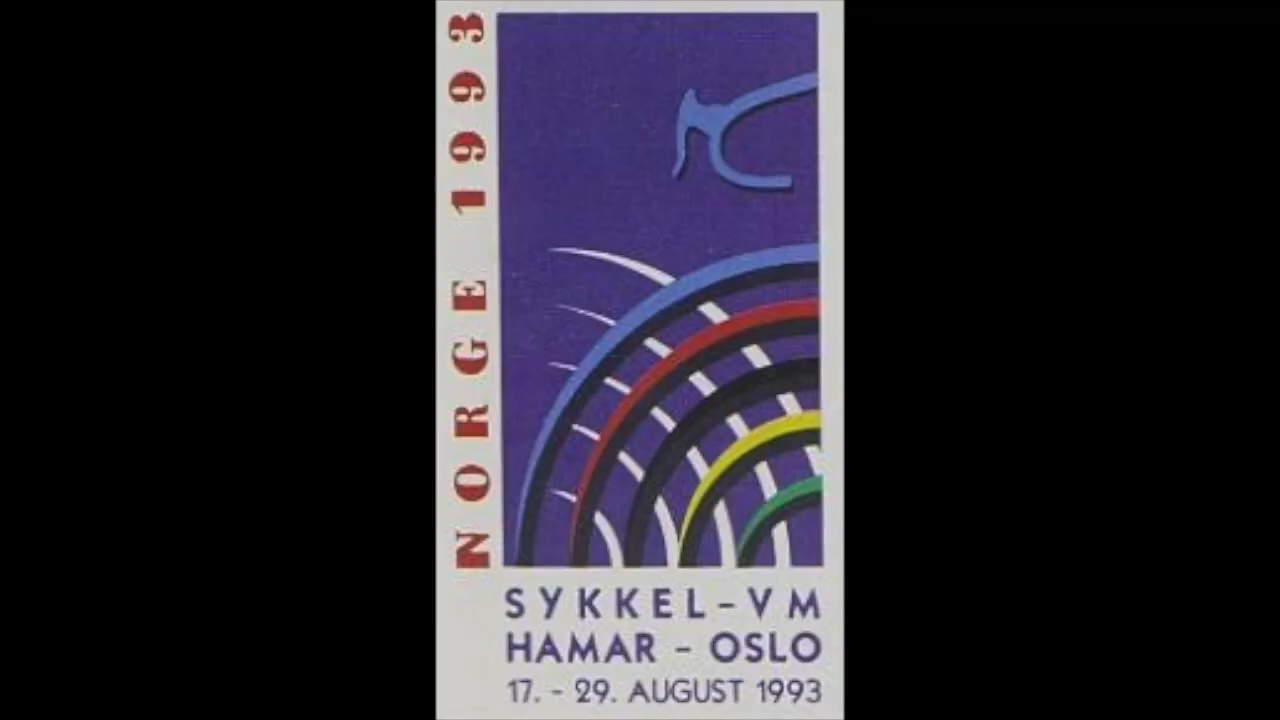 NORGE 1993
SYKKEL-VM
HAMAR - OSLO
17. - 29. AUGUST 1993